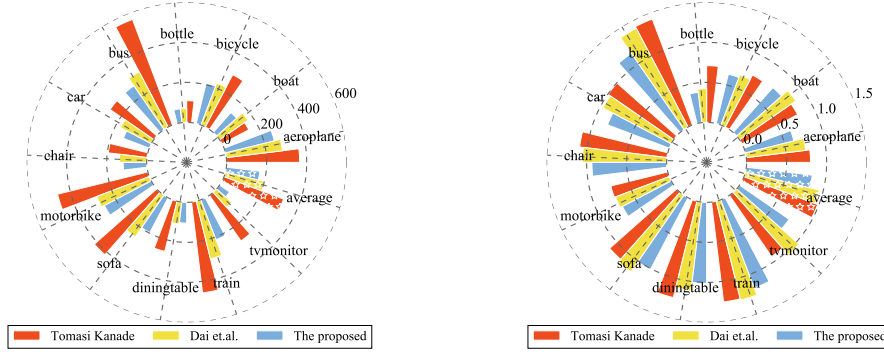 bottle
bus
bicycle
car
boat
600
400
200
0
aeroplane
chair
average
motorbike
tvmonitor
sofa
diningtable
train
Tomasi Kanade Dai et.al. The proposed
bottle
bus
bicycle
car
boat
1.5
1.0
0.5
0.0
aeroplane
chair
average
motorbike
tvmonitor
sofa
diningtable
train
Tomasi Kanade Dai et.al. The proposed